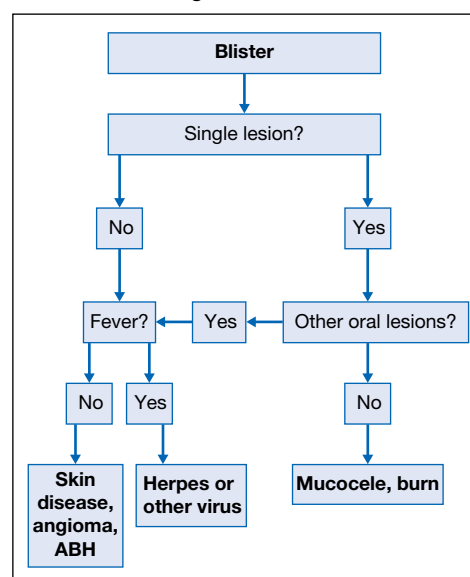 Blister
Single lesion?
No
Yes
Fever?
Yes
Other oral lesions?
No
Yes
No
Skin
disease,
angioma,
ABH
Herpes or
other virus
Mucocele, burn